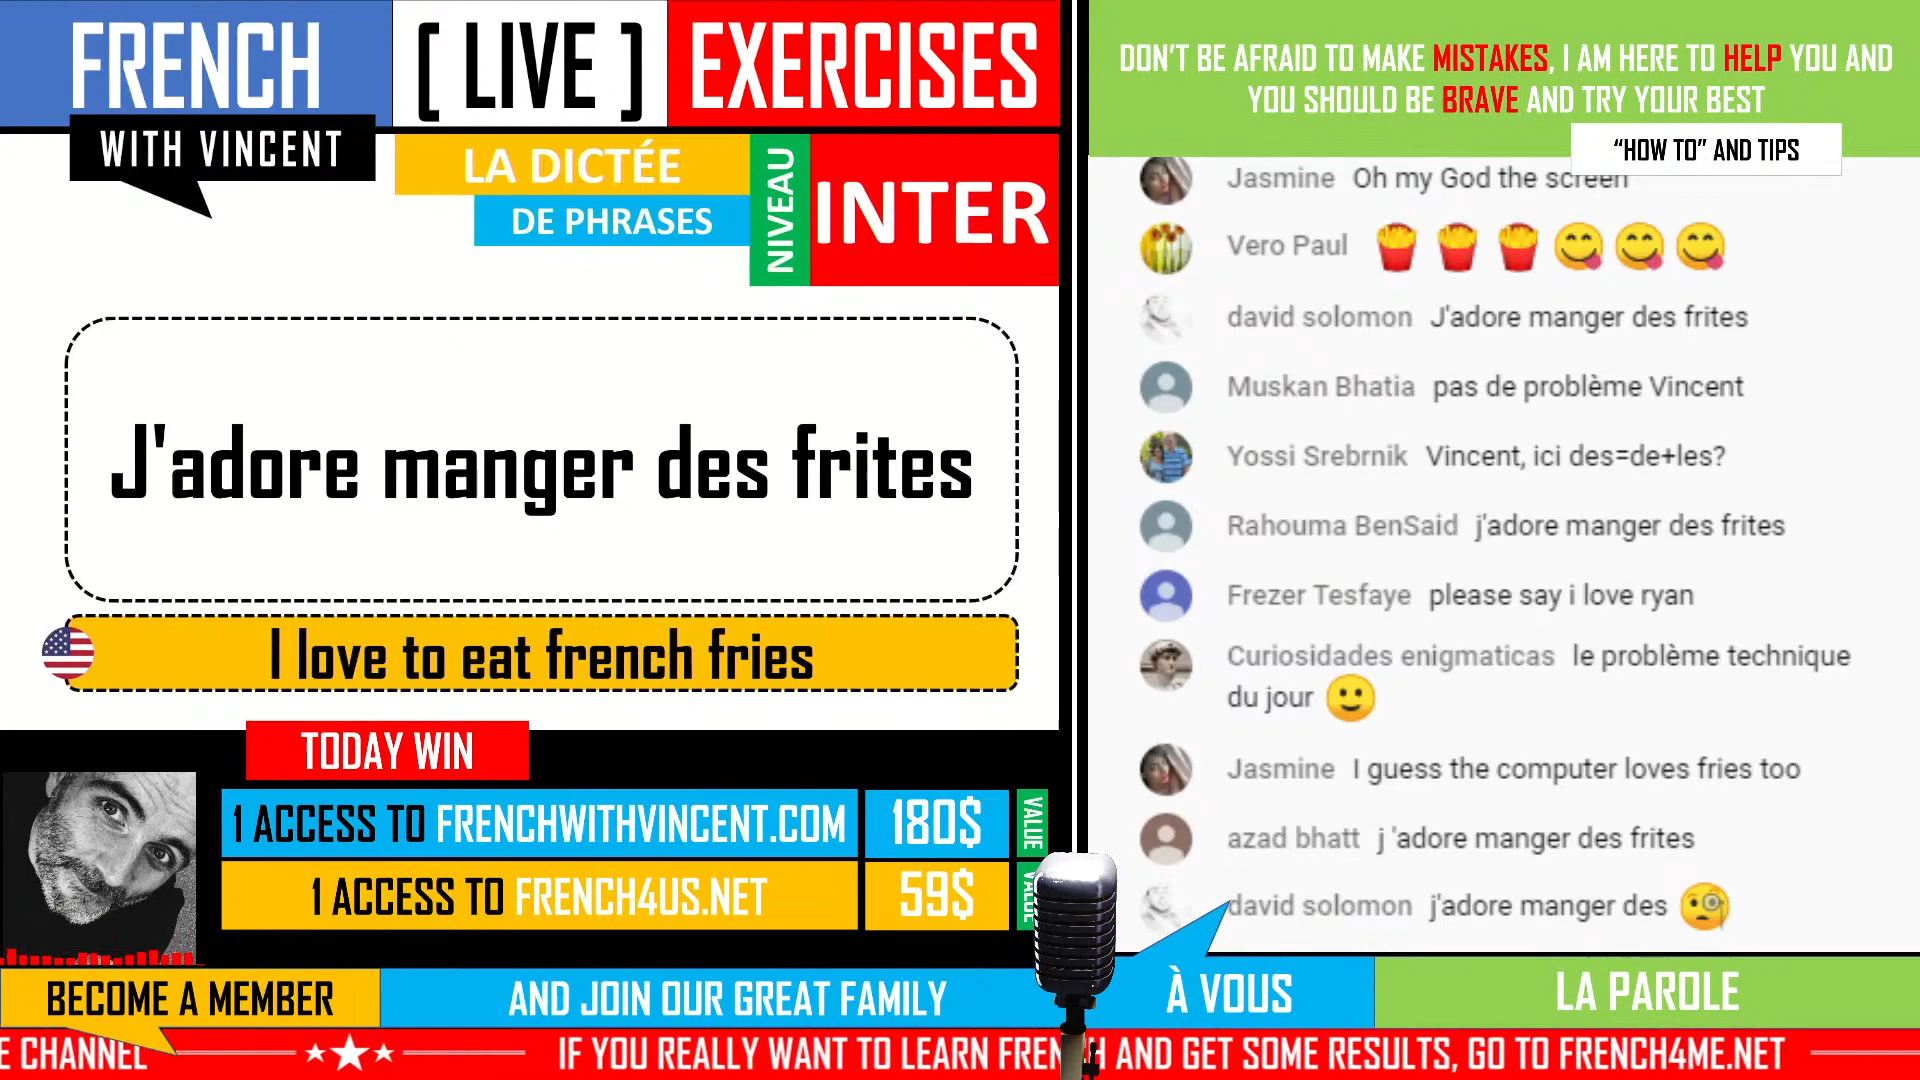 FRENCH
[ LIVE ]
EXERCISES
WITH VINCENT
LA DICTÉE
DE PHRASES
NIVEAU
INTER
J'adore manger des frites
I love to eat french fries
TODAY WIN
1 ACCESS TO FRENCHWITHVINCENT.COM
180$
VALUE
1 ACCESS TO FRENCH4US.NET
59$
VALUE
DON'T BE AFRAID TO MAKE MISTAKES, I AM HERE TO HELP YOU AND
YOU SHOULD BE BRAVE AND TRY YOUR BEST
“HOW TO” AND TIPS
Jasmine Oh my God the screen
Vero Paul
david solomon J'adore manger des frites
Muskan Bhatia pas de problème Vincent
Yossi Srebrnik Vincent, ici des=de+les?
Rahouma BenSaid j'adore manger des frites
Frezer Tesfaye please say i love ryan
Curiosidades enigmaticas le problème technique
du jour
Jasmine I guess the computer loves fries too
azad bhatt j 'adore manger des frites
david solomon j'adore manger des
BECOME A MEMBER
AND JOIN OUR GREAT FAMILY
À VOUS
LA PAROLE
E CHANNEL
IF YOU REALLY WANT TO LEARN FRENCH AND GET SOME RESULTS, GO TO FRENCH4ME.NET